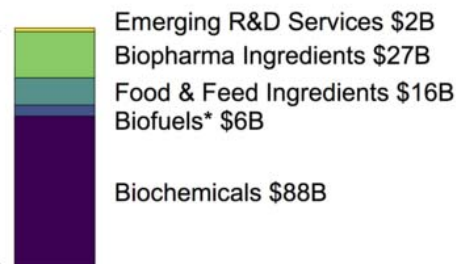 Emerging R&D Services $2B
Biopharma Ingredients $27B
Food & Feed Ingredients $16B
Biofuels* $6B
Biochemicals $88B